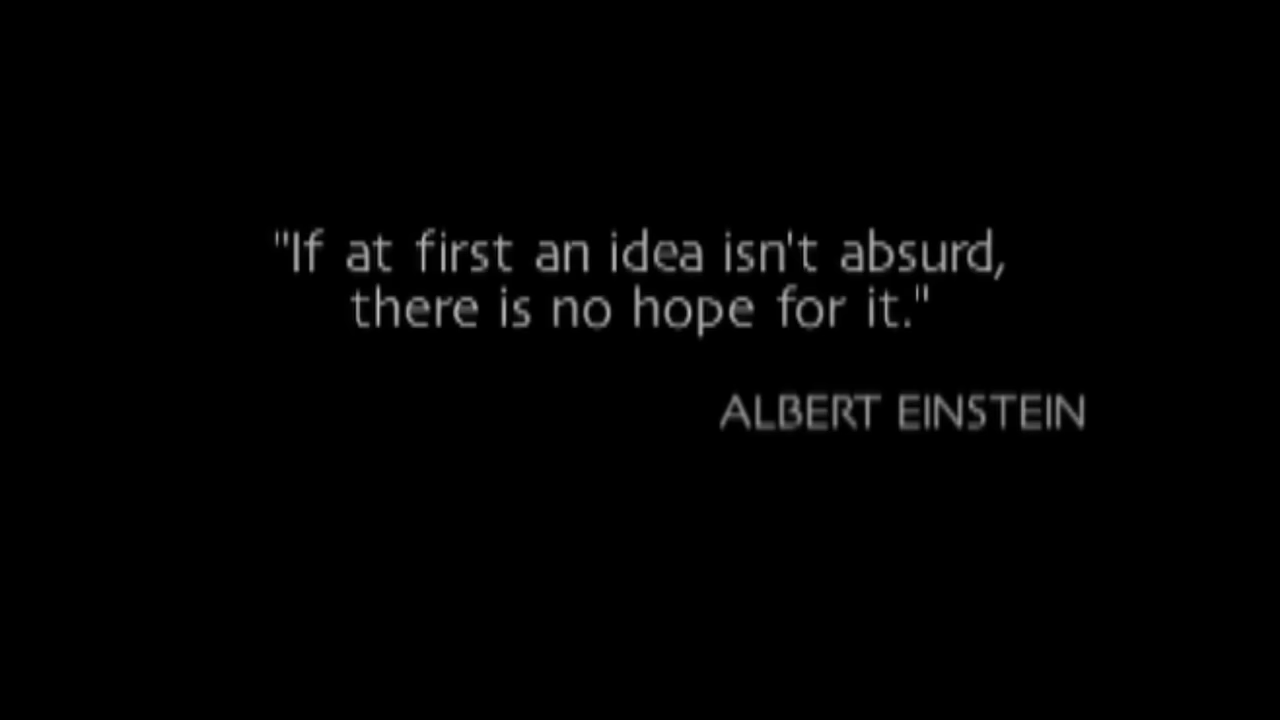 "If at first an idea isn't absurd,
there is no hope for it."
ALBERT EINSTEIN